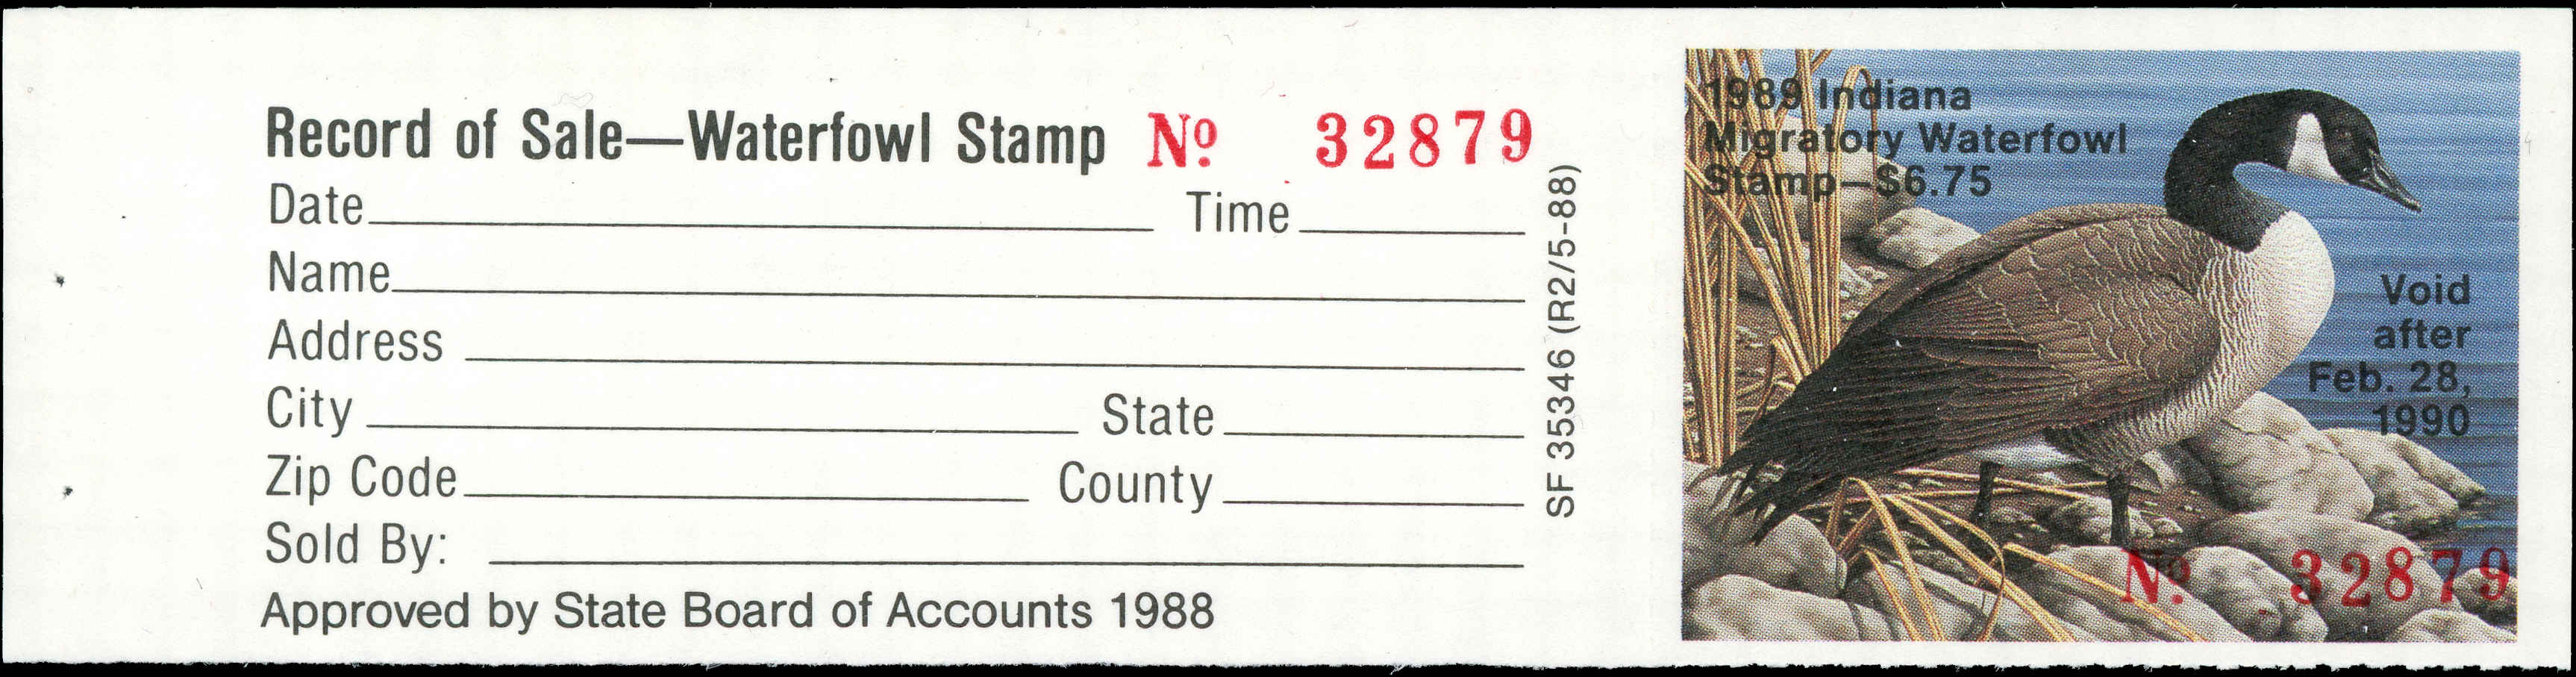 Record of Sale—Waterfowl Stamp Nº 32879
Date Time
Name
Address
City State
Zip Code County
Sold By:
Approved by State Board of Accounts 1988
SF 35346 (R2/5-88)
1989 Indiana
Migratory Waterfowl
Stamp—$6.75
Void
after
Feb. 28,
1990
Nº 32879